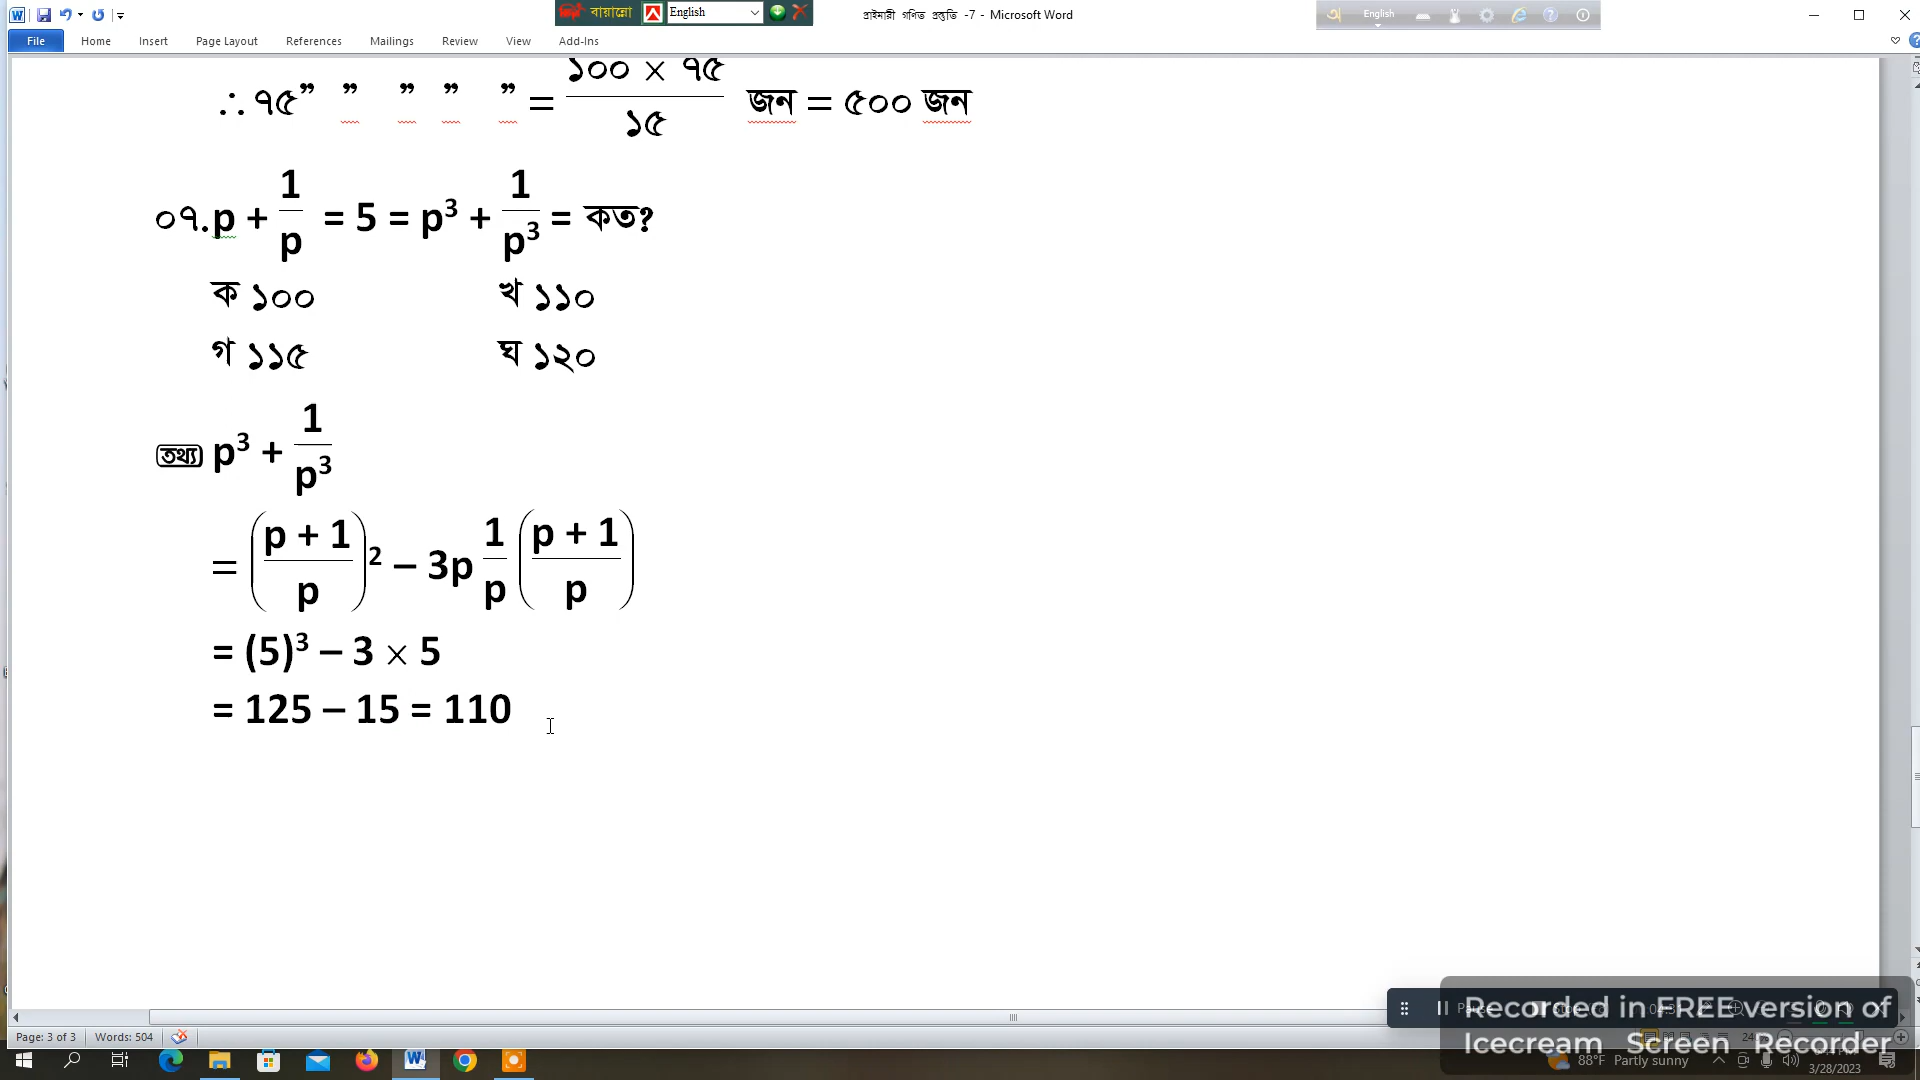 বায়ান্নো English
প্রাইমারী গণিত প্রস্তুতি -7 - Microsoft Word
English
File Home Insert Page Layout References Mailings Review View Add-Ins
∴ ৭৫” ” ” ” ” = ১০০ × ৭৫ / ১৫ জন = ৫০০ জন
০৭. p + 1/p = 5 = p³ + 1/p³ = কত?
ক ১০০ খ ১১০
গ ১১৫ ঘ ১২০
তথ্য p³ + 1/p³
= (p + 1 / p)² – 3p 1/p (p + 1 / p)
= (5)³ – 3 × 5
= 125 – 15 = 110
Recorded in FREE version of
Icecream Screen Recorder
Page: 3 of 3 Words: 504
88°F Partly sunny
3/28/2023